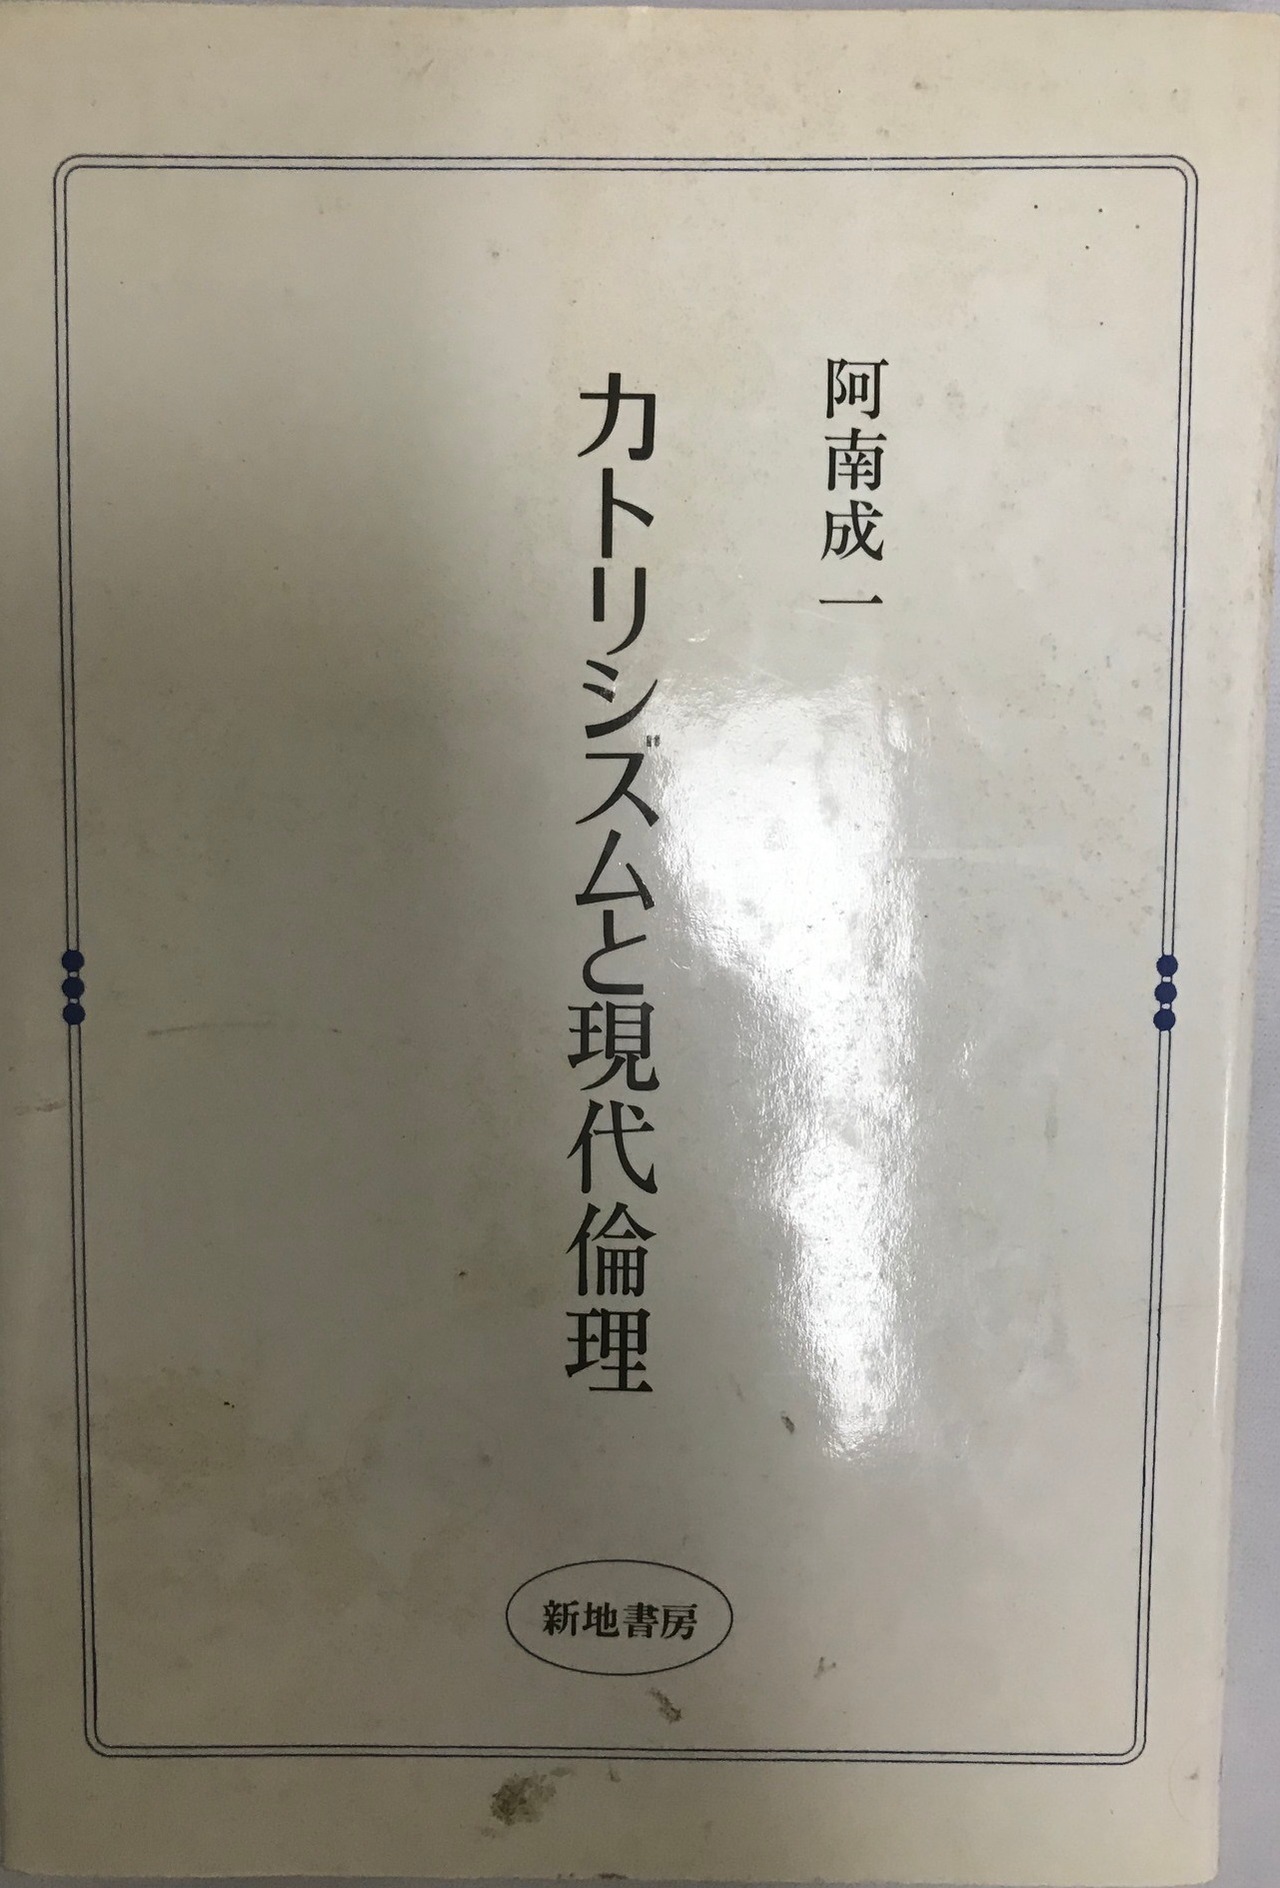 阿南成一
カトリシズムと現代倫理
新地書房